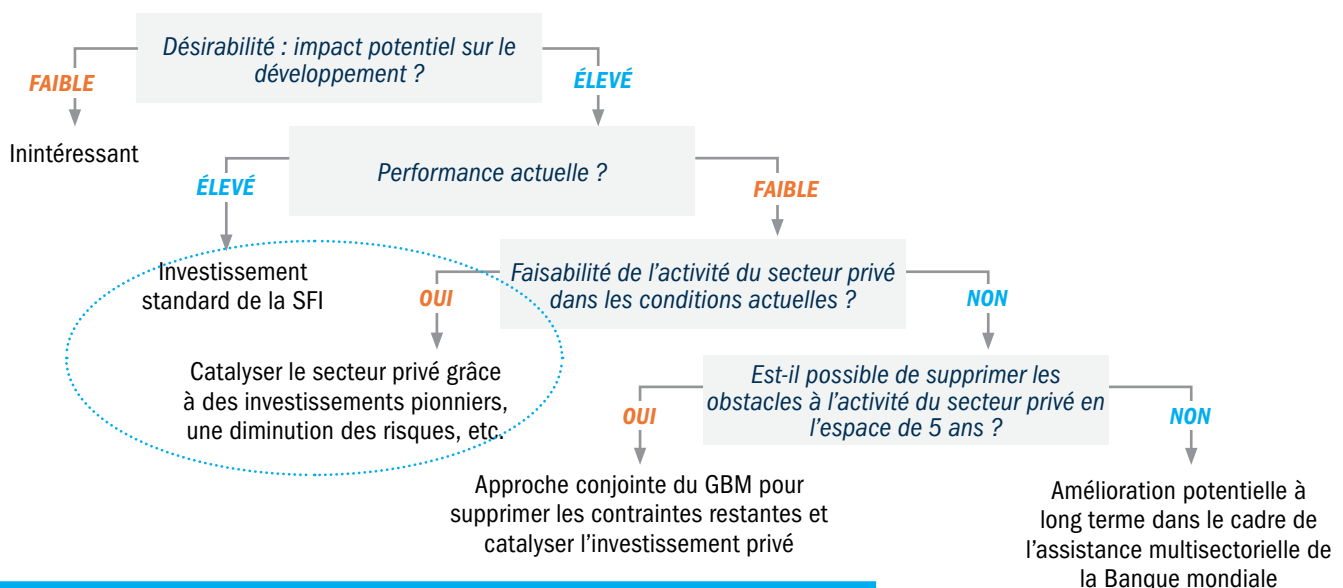 Désirabilité : impact potentiel sur le
développement ?
FAIBLE
ÉLEVÉ
Inintéressant
Performance actuelle ?
ÉLEVÉ
FAIBLE
Investissement
standard de la SFI
Faisabilité de l’activité du secteur privé
dans les conditions actuelles ?
OUI
NON
Catalyser le secteur privé grâce
à des investissements pionniers,
une diminution des risques, etc.
Est-il possible de supprimer les
obstacles à l’activité du secteur privé en
l’espace de 5 ans ?
OUI
NON
Approche conjointe du GBM pour
supprimer les contraintes restantes et
catalyser l’investissement privé
Amélioration potentielle à
long terme dans le cadre de
l’assistance multisectorielle de
la Banque mondiale